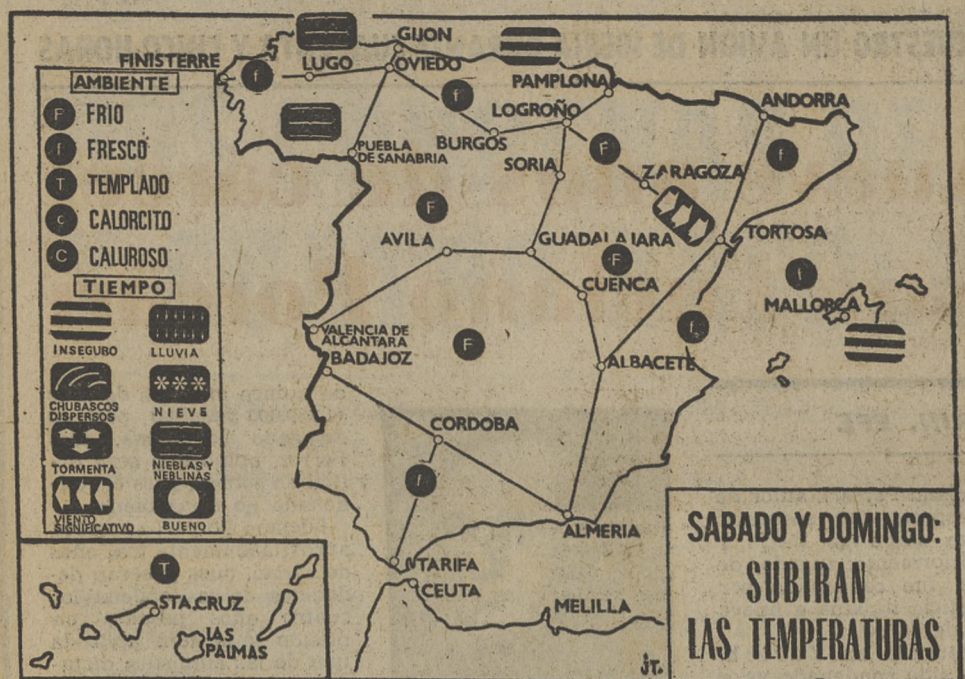 GIJON
FINISTERRE
LUGO
OVIEDO
PAMPLONA
ANDORRA
LOGROÑO
BURGOS
PUEBLA
DE SANABRIA
SORIA
ZARAGOZA
AVILA
GUADALAJARA
TORTOSA
CUENCA
MALLORCA
VALENCIA DE
ALCANTARA
BADAJOZ
ALBACETE
CORDOBA
ALMERIA
TARIFA
CEUTA
MELILLA
f
f
F
f
F
F
f
f
F
f
AMBIENTE
F FRIO
f FRESCO
T TEMPLADO
c CALORCITO
C CALUROSO
TIEMPO
INSEGURO
LLUVIA
CHUBASCOS
DISPERSOS
NIEVE
TORMENTA
NIEBLAS Y
NEBLINAS
VIENTO
SIGNIFICATIVO
BUENO
T
STA.CRUZ
LAS
PALMAS
SABADO Y DOMINGO:
SUBIRAN
LAS TEMPERATURAS
jr.